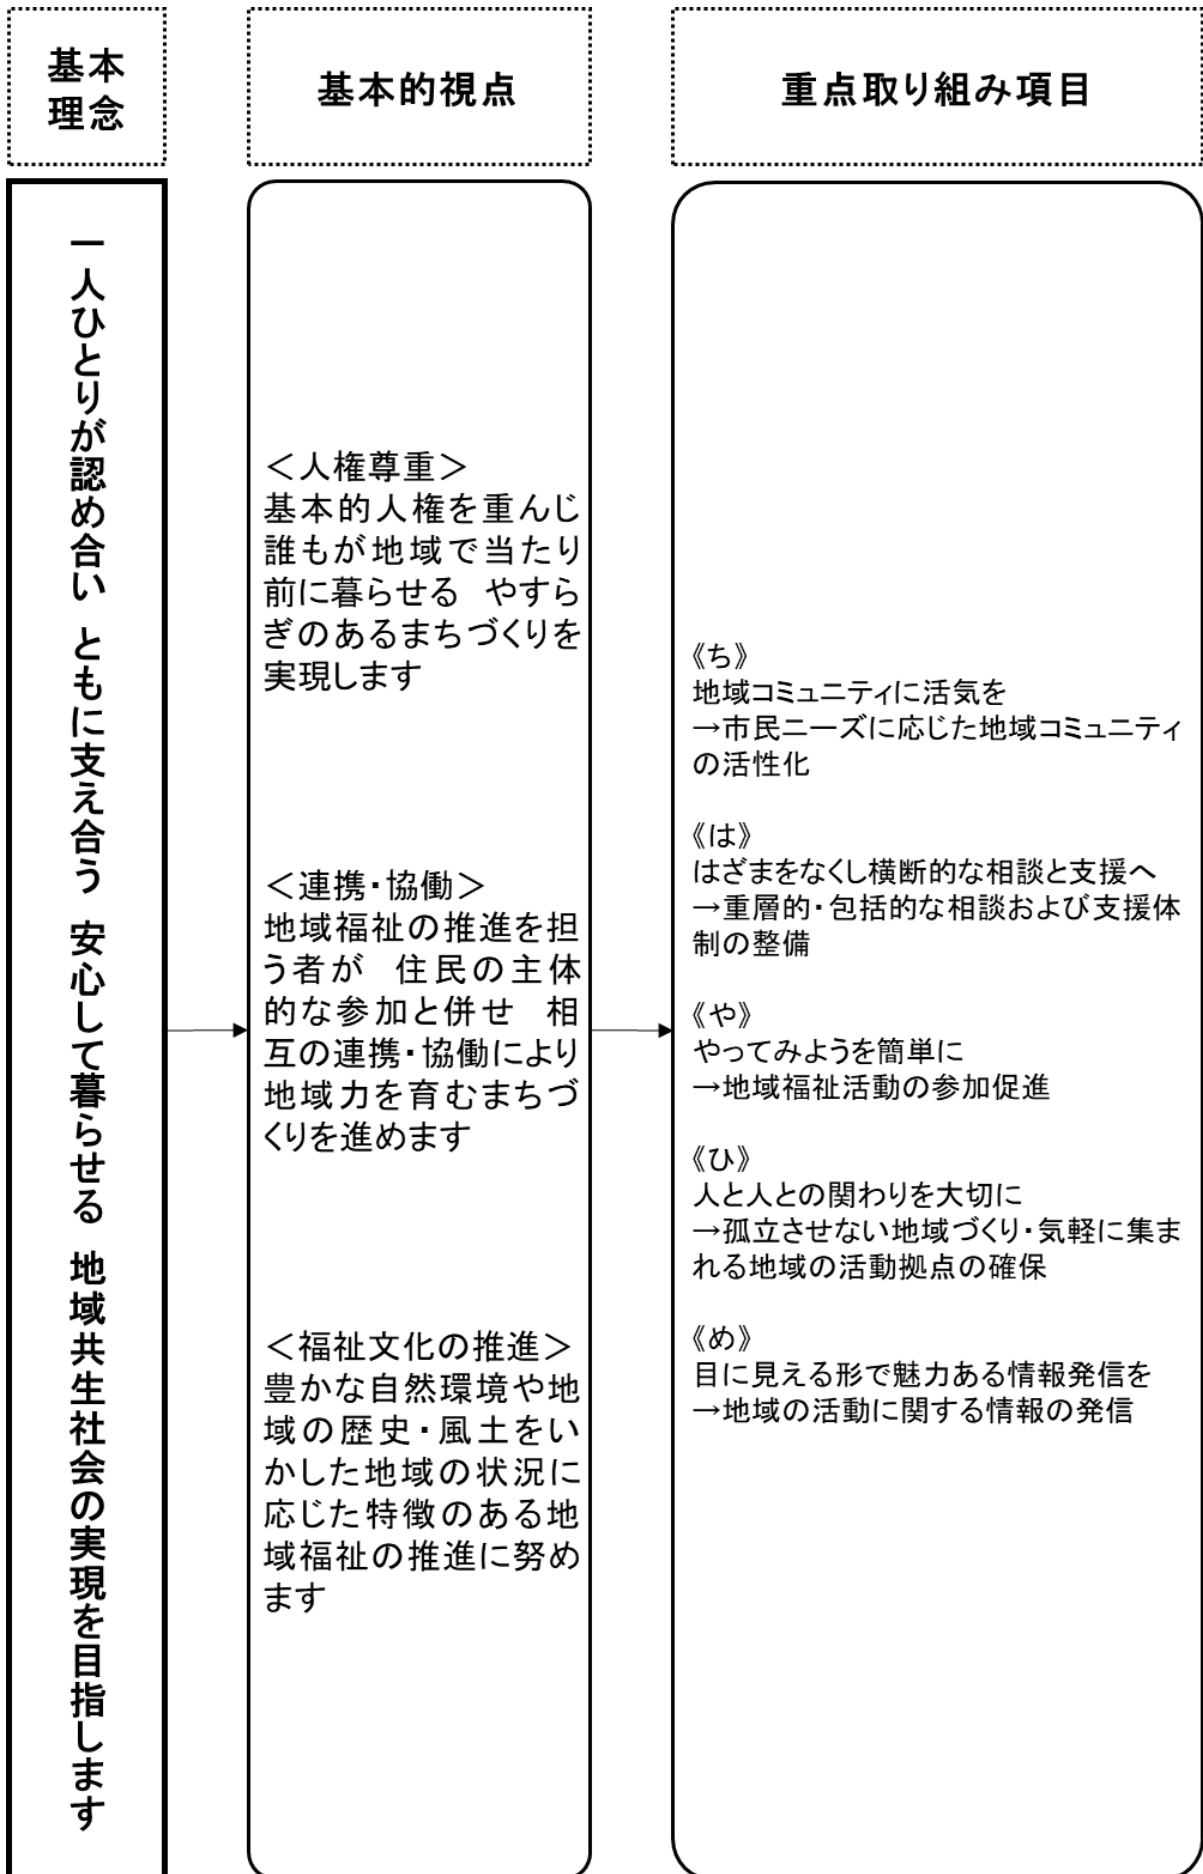 基本
理念
基本的視点
重点取り組み項目
一人ひとりが認め合い ともに支え合う 安心して暮らせる 地域共生社会の実現を目指します
＜人権尊重＞
基本的人権を重んじ
誰もが地域で当たり
前に暮らせる　やすら
ぎのあるまちづくりを
実現します
＜連携・協働＞
地域福祉の推進を担
う者が　住民の主体
的な参加と併せ　相
互の連携・協働により
地域力を育むまちづ
くりを進めます
＜福祉文化の推進＞
豊かな自然環境や地
域の歴史・風土をい
かした地域の状況に
応じた特徴のある地
域福祉の推進に努め
ます
《ち》
地域コミュニティに活気を
→市民ニーズに応じた地域コミュニティ
の活性化
《は》
はざまをなくし横断的な相談と支援へ
→重層的・包括的な相談および支援体
制の整備
《や》
やってみようを簡単に
→地域福祉活動の参加促進
《ひ》
人と人との関わりを大切に
→孤立させない地域づくり・気軽に集ま
れる地域の活動拠点の確保
《め》
目に見える形で魅力ある情報発信を
→地域の活動に関する情報の発信